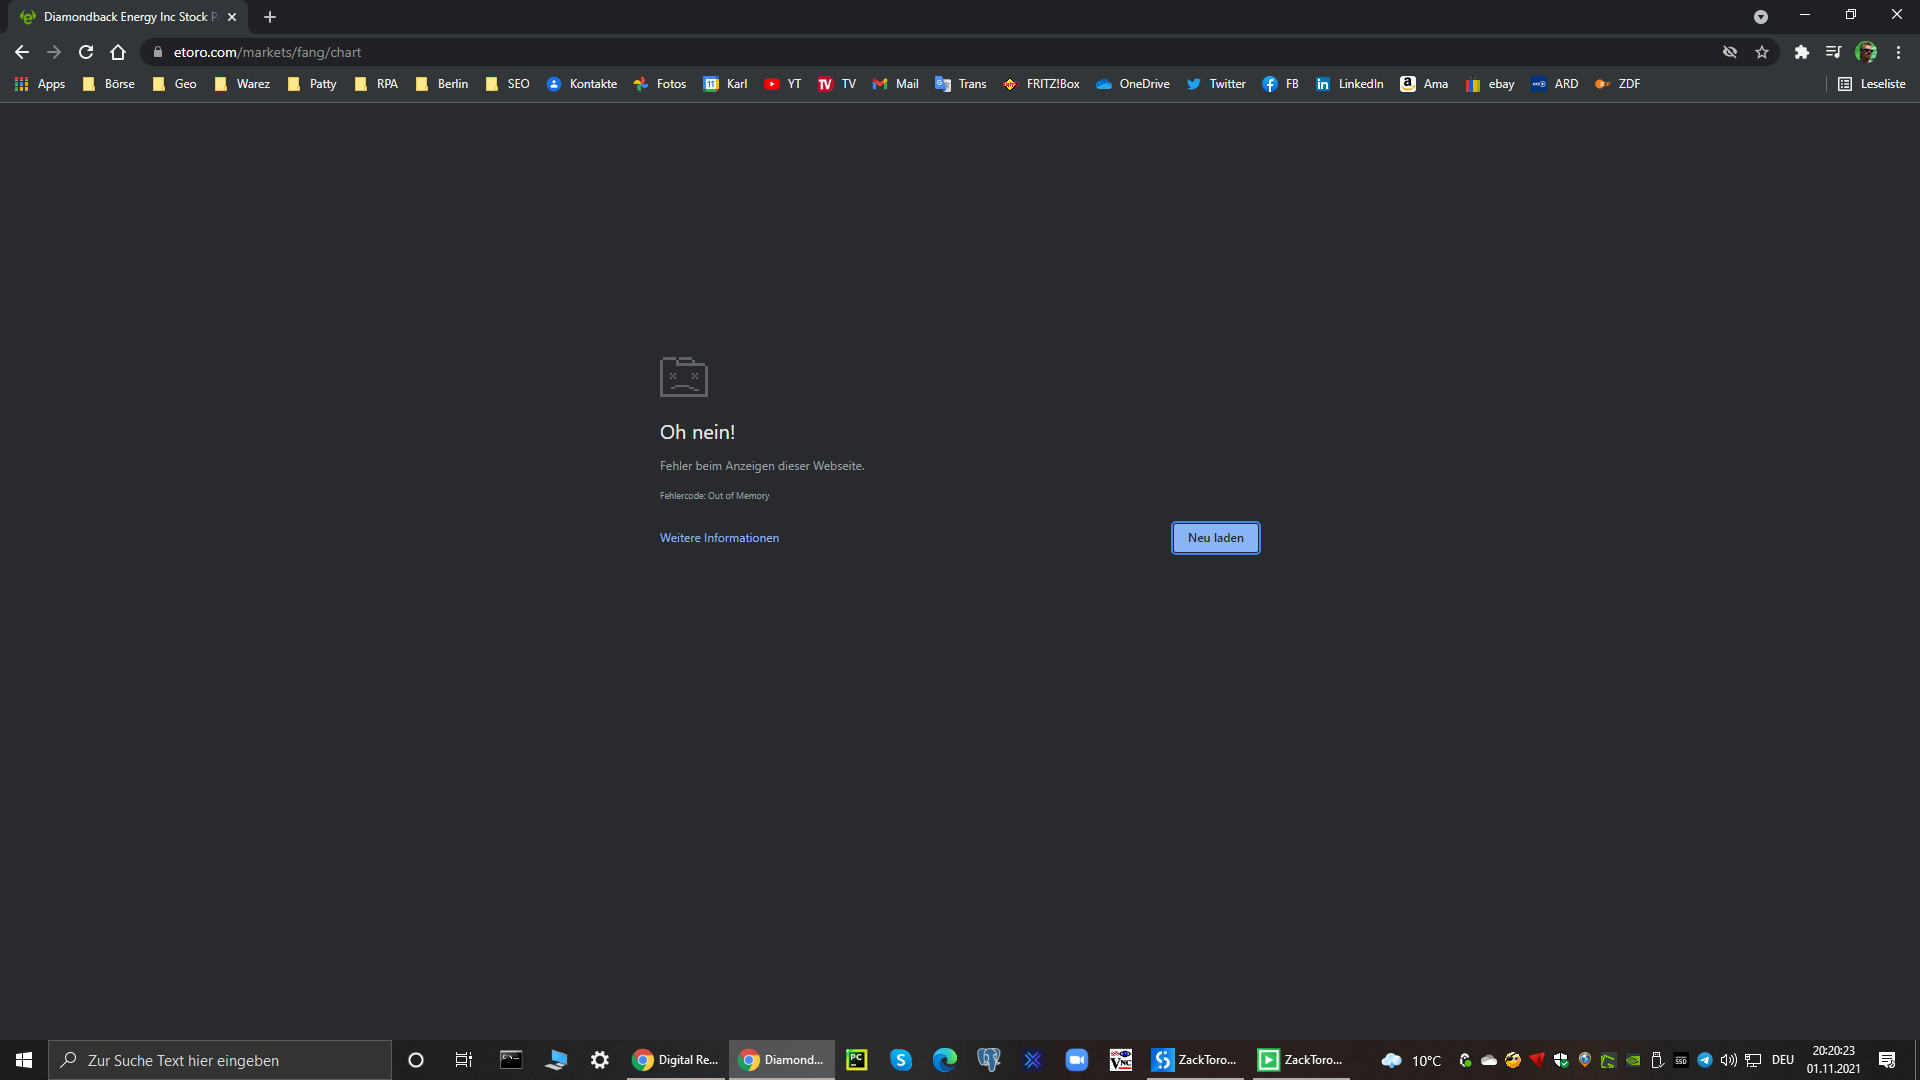 Diamondback Energy Inc Stock P
etoro.com/markets/fang/chart
Apps Börse Geo Warez Patty RPA Berlin SEO Kontakte Fotos Karl YT TV Mail Trans FRITZ!Box OneDrive Twitter FB LinkedIn Ama ebay ARD ZDF Leseliste
Oh nein!
Fehler beim Anzeigen dieser Webseite.
Fehlercode: Out of Memory
Weitere Informationen
Neu laden
Zur Suche Text hier eingeben
Digital Re...
Diamond...
ZackToro...
ZackToro...
10°C
DEU
20:20:23
01.11.2021